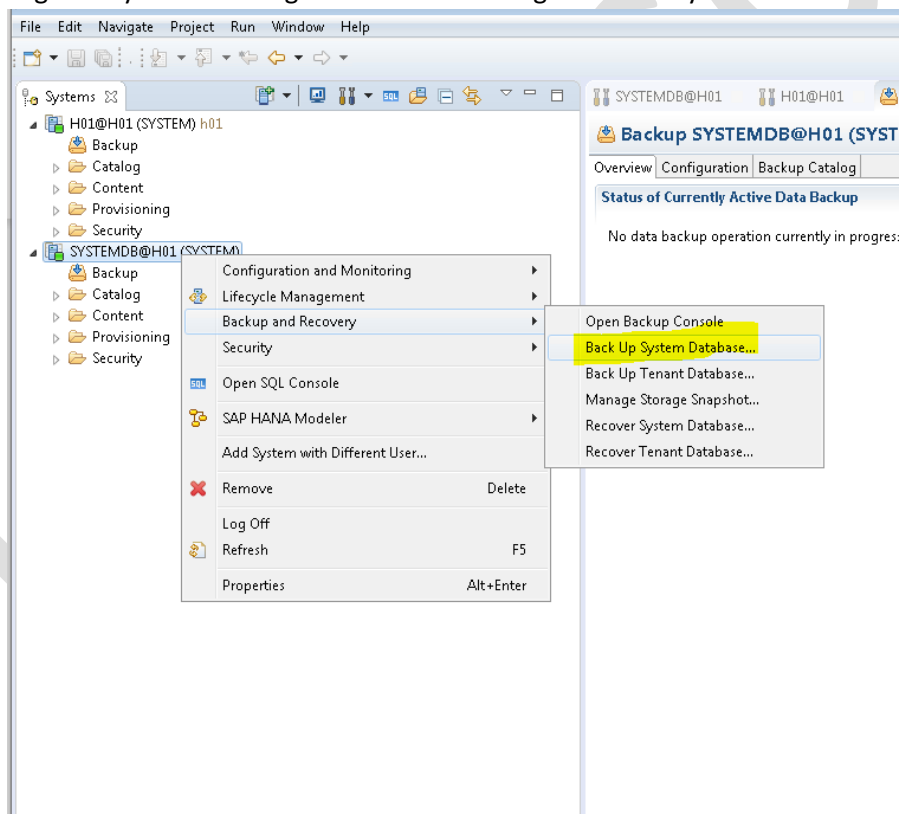 File Edit Navigate Project Run Window Help
Systems
H01@H01 (SYSTEM) h01
Backup
Catalog
Content
Provisioning
Security
SYSTEMDB@H01 (SYSTEM)
Backup
Catalog
Content
Provisioning
Security
Configuration and Monitoring
Lifecycle Management
Backup and Recovery
Security
SQL Open SQL Console
SAP HANA Modeler
Add System with Different User...
Remove Delete
Log Off
Refresh F5
Properties Alt+Enter
Open Backup Console
Back Up System Database...
Back Up Tenant Database...
Manage Storage Snapshot...
Recover System Database...
Recover Tenant Database...
SYSTEMDB@H01 H01@H01
Backup SYSTEMDB@H01 (SYST
Overview Configuration Backup Catalog
Status of Currently Active Data Backup
No data backup operation currently in progres